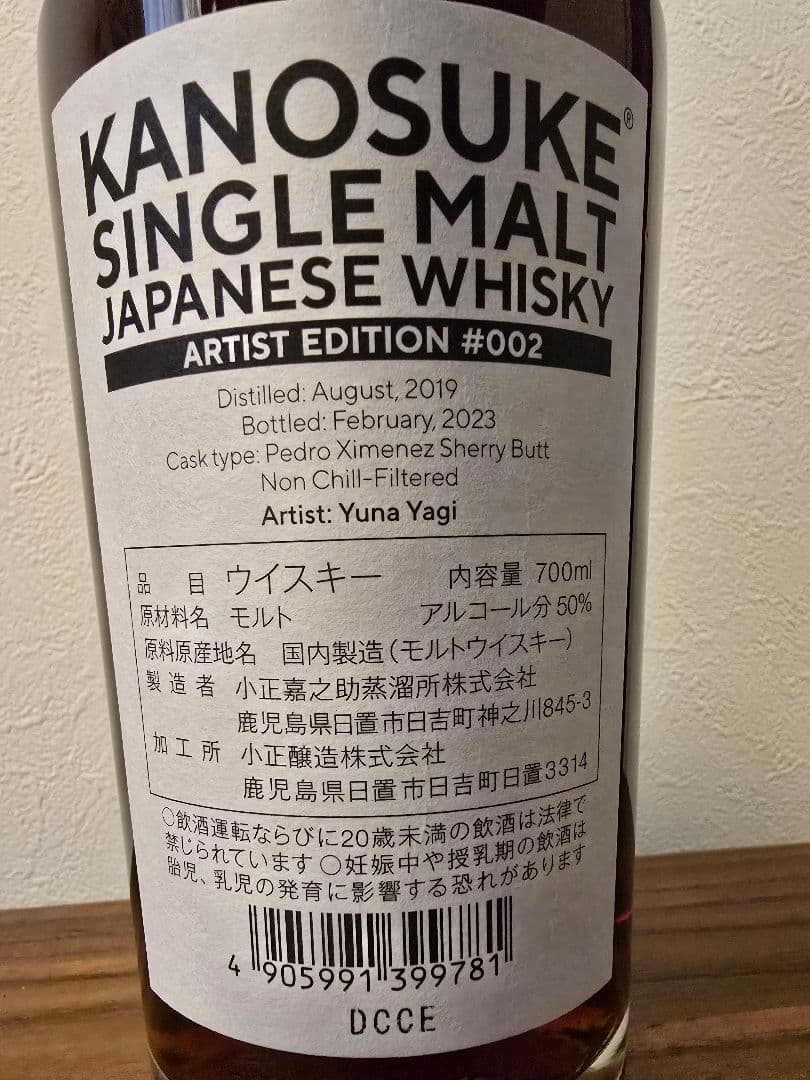 KANOSUKE®
SINGLE MALT
JAPANESE WHISKY
ARTIST EDITION #002
Distilled: August, 2019
Bottled: February, 2023
Cask type: Pedro Ximenez Sherry Butt
Non Chill-Filtered
Artist: Yuna Yagi
品目 ウイスキー 内容量 700ml
原材料名 モルト アルコール分 50%
原料原産地名 国内製造(モルトウイスキー)
製造者 小正嘉之助蒸溜所株式会社
鹿児島県日置市日吉町神之川845-3
加工所 小正醸造株式会社
鹿児島県日置市日吉町日置3314
○飲酒運転ならびに20歳未満の飲酒は法律で
禁じられています ○妊娠中や授乳期の飲酒は
胎児、乳児の発育に影響する恐れがあります
4 905991 399781
DCCE